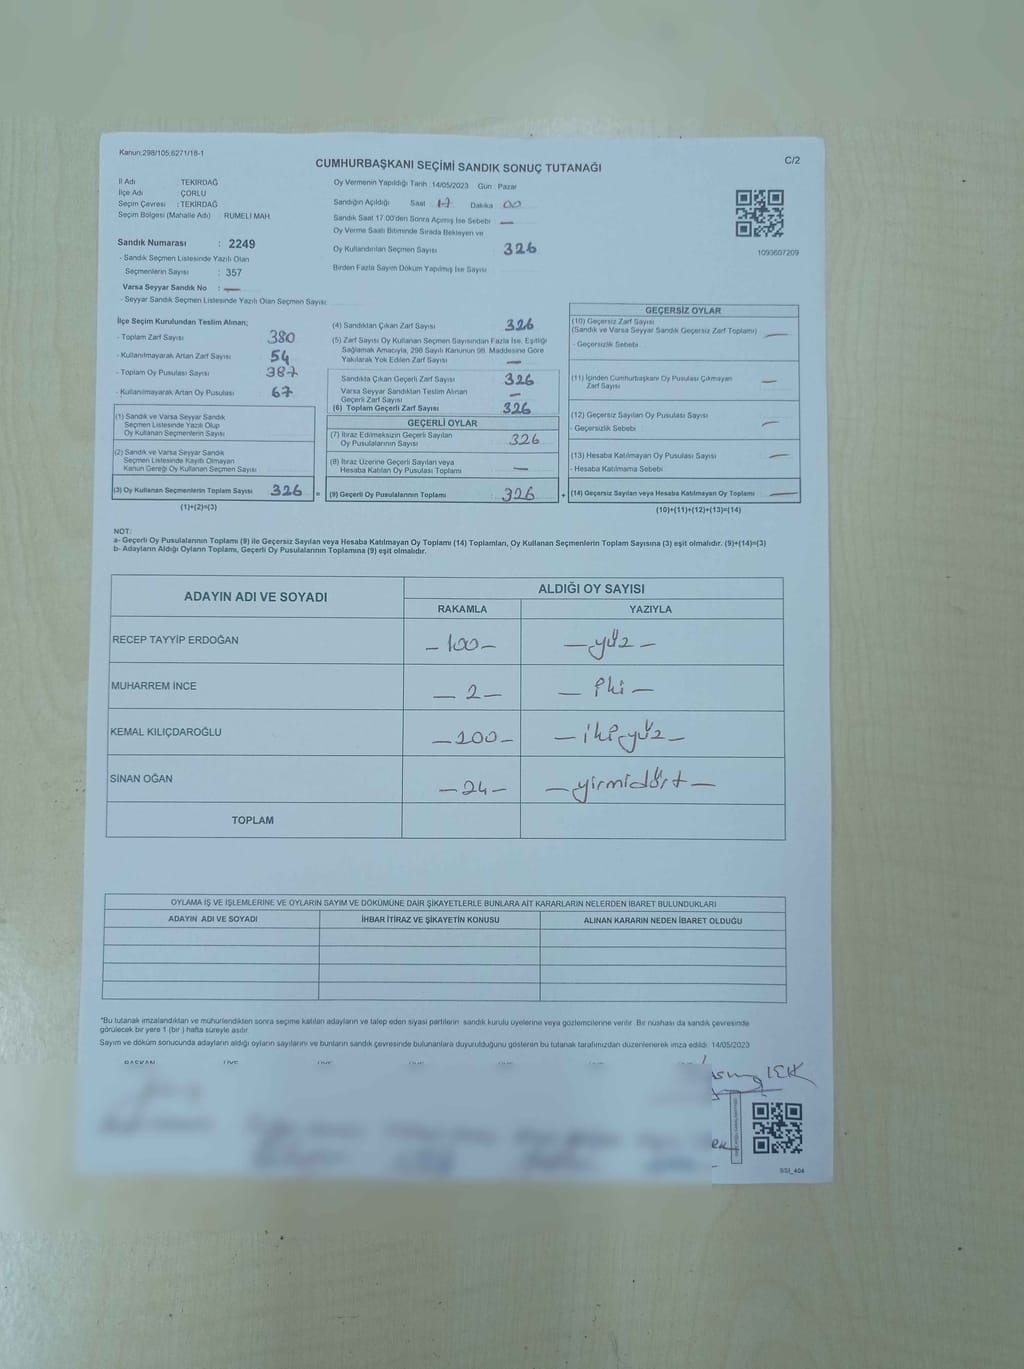 Kanun:298/105;6271/18-1
C/2
CUMHURBAŞKANI SEÇİMİ SANDIK SONUÇ TUTANAĞI
İl Adı : TEKİRDAĞ
İlçe Adı : ÇORLU
Seçim Çevresi : TEKİRDAĞ
Seçim Bölgesi (Mahalle Adı) : RUMELİ MAH.
Sandık Numarası : 2249
- Sandık Seçmen Listesinde Yazılı Olan
Seçmenlerin Sayısı : 357
Varsa Seyyar Sandık No : —
- Seyyar Sandık Seçmen Listesinde Yazılı Olan Seçmen Sayısı
Oy Vermenin Yapıldığı Tarih : 14/05/2023 Gün : Pazar
Sandığın Açıldığı Saat 17 Dakika 00
Sandık Saat 17.00'den Sonra Açılmış İse Sebebi —
Oy Verme Saati Bitiminde Sırada Bekleyen ve
Oy Kullandırılan Seçmen Sayısı 326
Birden Fazla Sayım Döküm Yapılmış İse Sayısı
1093607209
İlçe Seçim Kurulundan Teslim Alınan;
- Toplam Zarf Sayısı 380
- Kullanılmayarak Artan Zarf Sayısı 54
- Toplam Oy Pusulası Sayısı 387
- Kullanılmayarak Artan Oy Pusulası 67
(1) Sandık ve Varsa Seyyar Sandık
Seçmen Listesinde Yazılı Olup
Oy Kullanan Seçmenlerin Sayısı
(2) Sandık ve Varsa Seyyar Sandık
Seçmen Listesinde Kayıtlı Olmayan
Kanun Gereği Oy Kullanan Seçmen Sayısı
(3) Oy Kullanan Seçmenlerin Toplam Sayısı 326 =
(1)+(2)=(3)
(4) Sandıktan Çıkan Zarf Sayısı 326
(5) Zarf Sayısı Oy Kullanan Seçmen Sayısından Fazla İse, Eşitliği
Sağlamak Amacıyla, 298 Sayılı Kanunun 98. Maddesine Göre
Yakılarak Yok Edilen Zarf Sayısı —
Sandıkta Çıkan Geçerli Zarf Sayısı 326
Varsa Seyyar Sandıktan Teslim Alınan
Geçerli Zarf Sayısı —
(6) Toplam Geçerli Zarf Sayısı 326
GEÇERLİ OYLAR
(7) İtiraz Edilmeksizin Geçerli Sayılan
Oy Pusulalarının Sayısı 326
(8) İtiraz Üzerine Geçerli Sayılan veya
Hesaba Katılan Oy Pusulası Toplamı —
(9) Geçerli Oy Pusulalarının Toplamı : 326 +
GEÇERSİZ OYLAR
(10) Geçersiz Zarf Sayısı
(Sandık ve Varsa Seyyar Sandık Geçersiz Zarf Toplamı) —
- Geçersizlik Sebebi
(11) İçinden Cumhurbaşkanı Oy Pusulası Çıkmayan
Zarf Sayısı —
(12) Geçersiz Sayılan Oy Pusulası Sayısı —
- Geçersizlik Sebebi
(13) Hesaba Katılmayan Oy Pusulası Sayısı —
- Hesaba Katılmama Sebebi
(14) Geçersiz Sayılan veya Hesaba Katılmayan Oy Toplamı —
(10)+(11)+(12)+(13)=(14)
NOT:
a- Geçerli Oy Pusulalarının Toplamı (9) ile Geçersiz Sayılan veya Hesaba Katılmayan Oy Toplamı (14) Toplamları, Oy Kullanan Seçmenlerin Toplam Sayısına (3) eşit olmalıdır. (9)+(14)=(3)
b- Adayların Aldığı Oyların Toplamı, Geçerli Oy Pusulalarının Toplamına (9) eşit olmalıdır.
ADAYIN ADI VE SOYADI
ALDIĞI OY SAYISI
RAKAMLA YAZIYLA
RECEP TAYYİP ERDOĞAN — 100 — — yüz —
MUHARREM İNCE — 2 — — iki —
KEMAL KILIÇDAROĞLU — 200 — — iki yüz —
SİNAN OĞAN — 24 — — yirmidört —
TOPLAM
OYLAMA İŞ VE İŞLEMLERİNE VE OYLARIN SAYIM VE DÖKÜMÜNE DAİR ŞİKAYETLERLE BUNLARA AİT KARARLARIN NELERDEN İBARET BULUNDUKLARI
ADAYIN ADI VE SOYADI İHBAR İTİRAZ VE ŞİKAYETİN KONUSU ALINAN KARARIN NEDEN İBARET OLDUĞU
*Bu tutanak imzalandıktan ve mühürlendikten sonra seçime katılan adayların ve talep eden siyasi partilerin sandık kurulu üyelerine veya gözlemcilerine verilir. Bir nüshası da sandık çevresinde
görülecek bir yere 1 (bir ) hafta süreyle asılır.
Sayım ve döküm sonucunda adayların aldığı oyların sayılarını ve bunların sandık çevresinde bulunanlara duyurulduğunu gösteren bu tutanak tarafımızdan düzenlenerek imza edildi. 14/05/2023
BAŞKAN ÜYE ÜYE ÜYE ÜYE
SSI_404